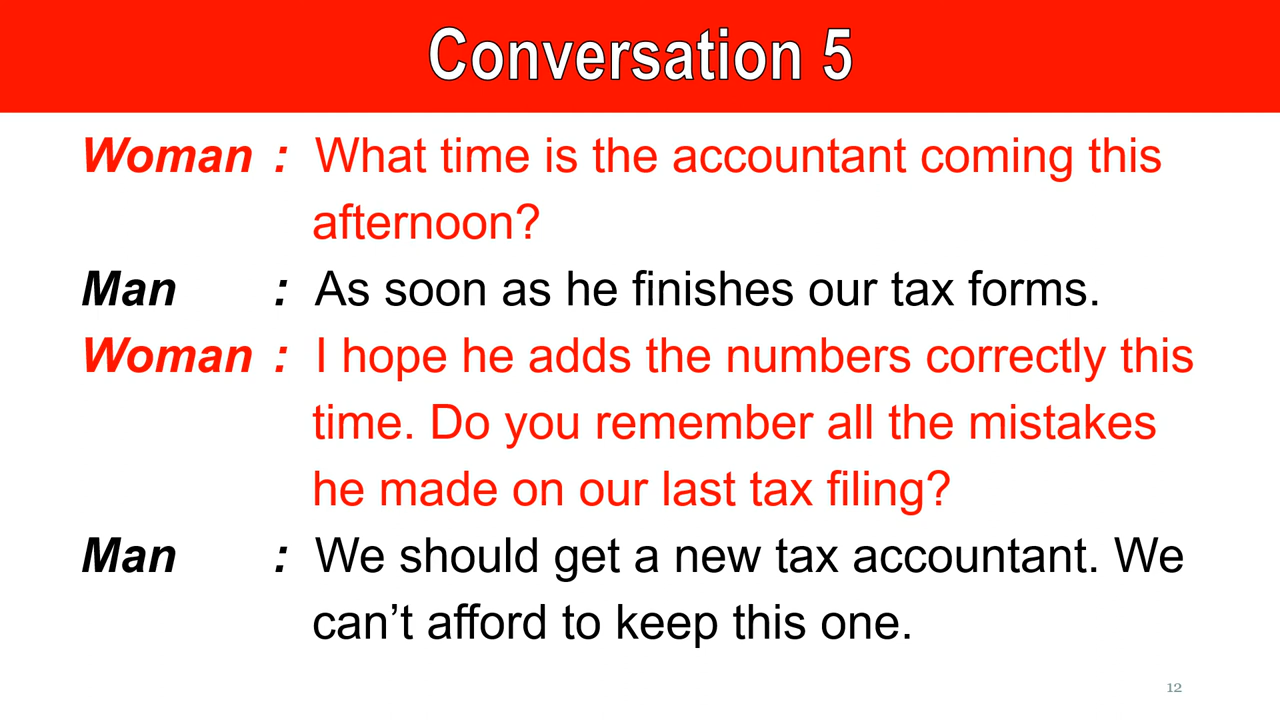 Conversation 5
Woman : What time is the accountant coming this
afternoon?
Man : As soon as he finishes our tax forms.
Woman : I hope he adds the numbers correctly this
time. Do you remember all the mistakes
he made on our last tax filing?
Man : We should get a new tax accountant. We
can’t afford to keep this one.
12